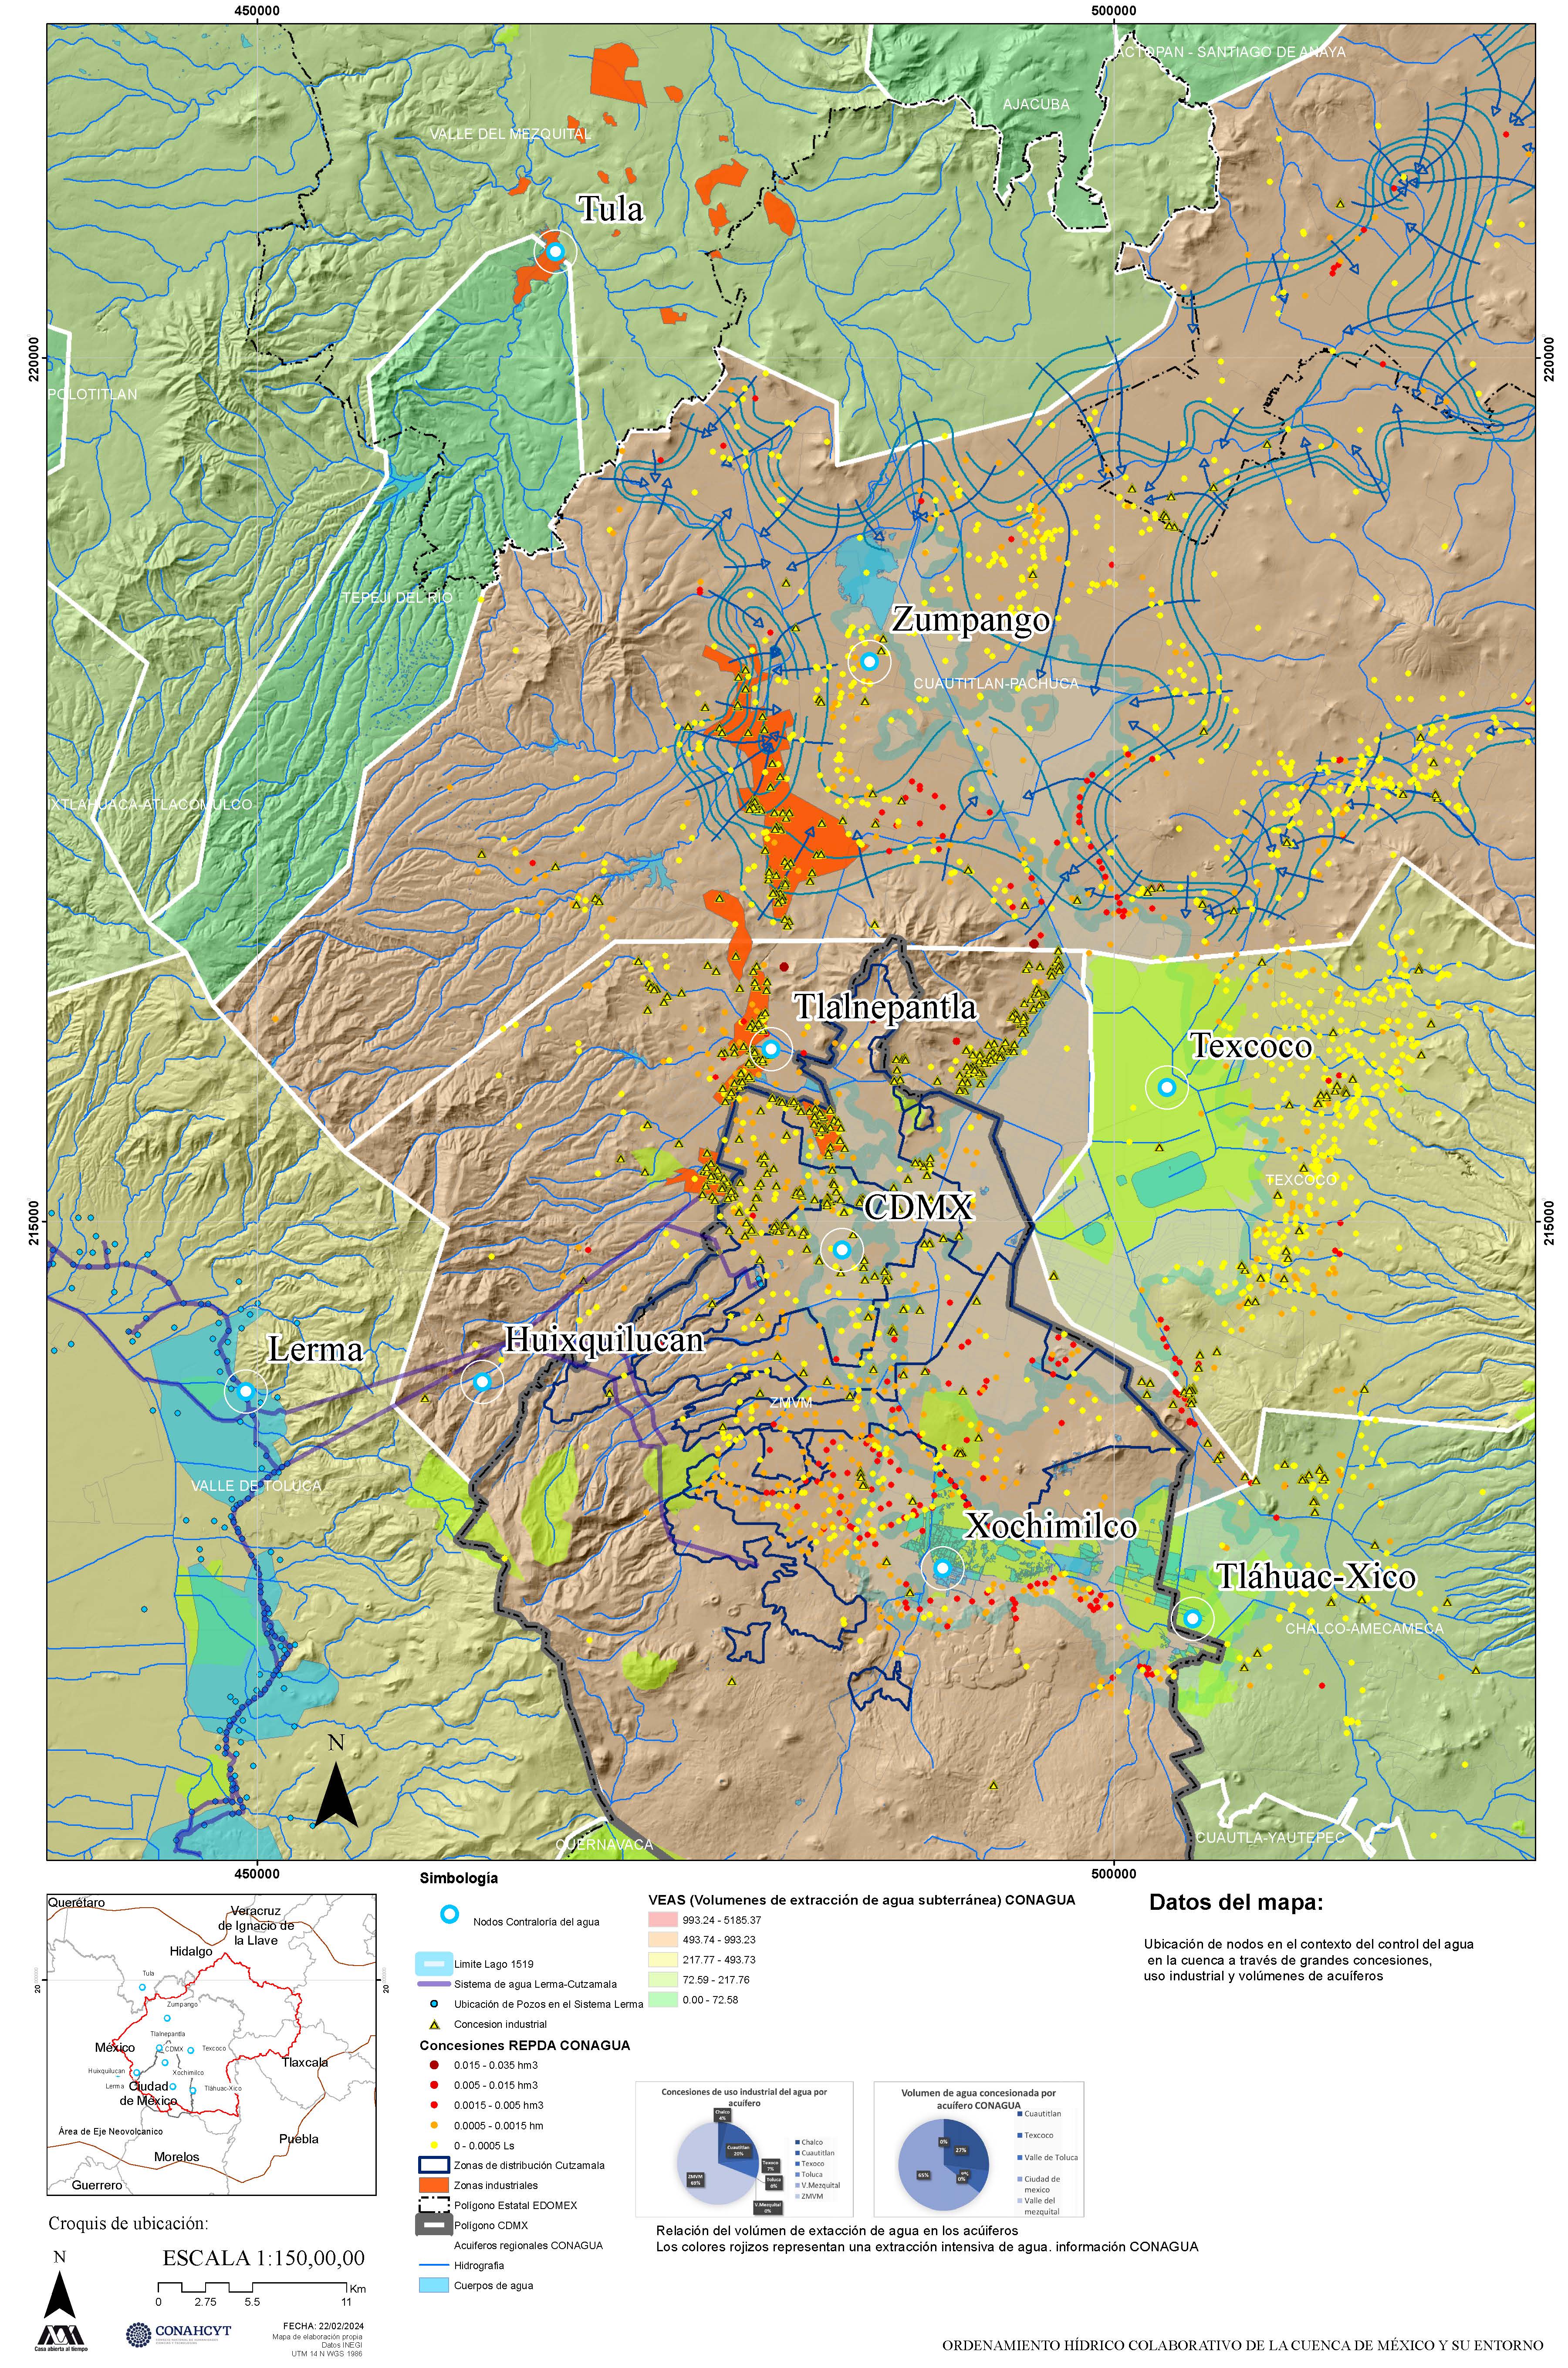 450000
500000
ACTOPAN - SANTIAGO DE ANAYA
AJACUBA
VALLE DEL MEZQUITAL
Tula
220000
220000
POLOTITLAN
TEPEJI DEL RIO
Zumpango
CUAUTITLAN-PACHUCA
IXTLAHUACA-ATLACOMULCO
Tlalnepantla
Texcoco
TEXCOCO
215000
215000
CDMX
Huixquilucan
Lerma
ZMVM
VALLE DE TOLUCA
Xochimilco
Tláhuac-Xico
CHALCO-AMECAMECA
N
CUERNAVACA
CUAUTLA-YAUTEPEC
450000
500000
Querétaro
Veracruz
de Ignacio de
la Llave
Hidalgo
20
20
Tula
Zumpango
Tlalnepantla
México
CDMX
Texcoco
Tlaxcala
Huixquilucan
Xochimilco
Lerma
Ciudad
de México
Tláhuac-Xico
Área de Eje Neovolcanico
Puebla
Morelos
Guerrero
Croquis de ubicación:
N
ESCALA 1:150,00,00
Km
0 2.75 5.5 11
Casa abierta al tiempo
CONAHCYT
FECHA: 22/02/2024
Mapa de elaboración propia
Datos INEGI
UTM 14 N WGS 1986
Simbología
Nodos Contraloría del agua
Limite Lago 1519
Sistema de agua Lerma-Cutzamala
Ubicación de Pozos en el Sistema Lerma
Concesion industrial
Concesiones REPDA CONAGUA
0.015 - 0.035 hm3
0.005 - 0.015 hm3
0.0015 - 0.005 hm3
0.0005 - 0.0015 hm
0 - 0.0005 Ls
Zonas de distribución Cutzamala
Zonas industriales
Polígono Estatal EDOMEX
Polígono CDMX
Acuiferos regionales CONAGUA
Hidrografia
Cuerpos de agua
VEAS (Volumenes de extracción de agua subterránea) CONAGUA
993.24 - 5185.37
493.74 - 993.23
217.77 - 493.73
72.59 - 217.76
0.00 - 72.58
Concesiones de uso industrial del agua por
acuífero
Chalco
4%
Cuautitlan
20%
Texoco
7%
Toluca
V.Mezquital
0%
ZMVM
Chalco
Cuautitlan
Texoco
Toluca
V.Mezquital
ZMVM
Volumen de agua concesionada por
acuífero CONAGUA
0%
27%
0%
65%
Cuautitlan
Texcoco
Valle de Toluca
Ciudad de
mexico
Valle del
mezquital
Relación del volúmen de extacción de agua en los acúiferos
Los colores rojizos representan una extracción intensiva de agua. información CONAGUA
Datos del mapa:
Ubicación de nodos en el contexto del control del agua
en la cuenca a través de grandes concesiones,
uso industrial y volúmenes de acuíferos
ORDENAMIENTO HÍDRICO COLABORATIVO DE LA CUENCA DE MÉXICO Y SU ENTORNO